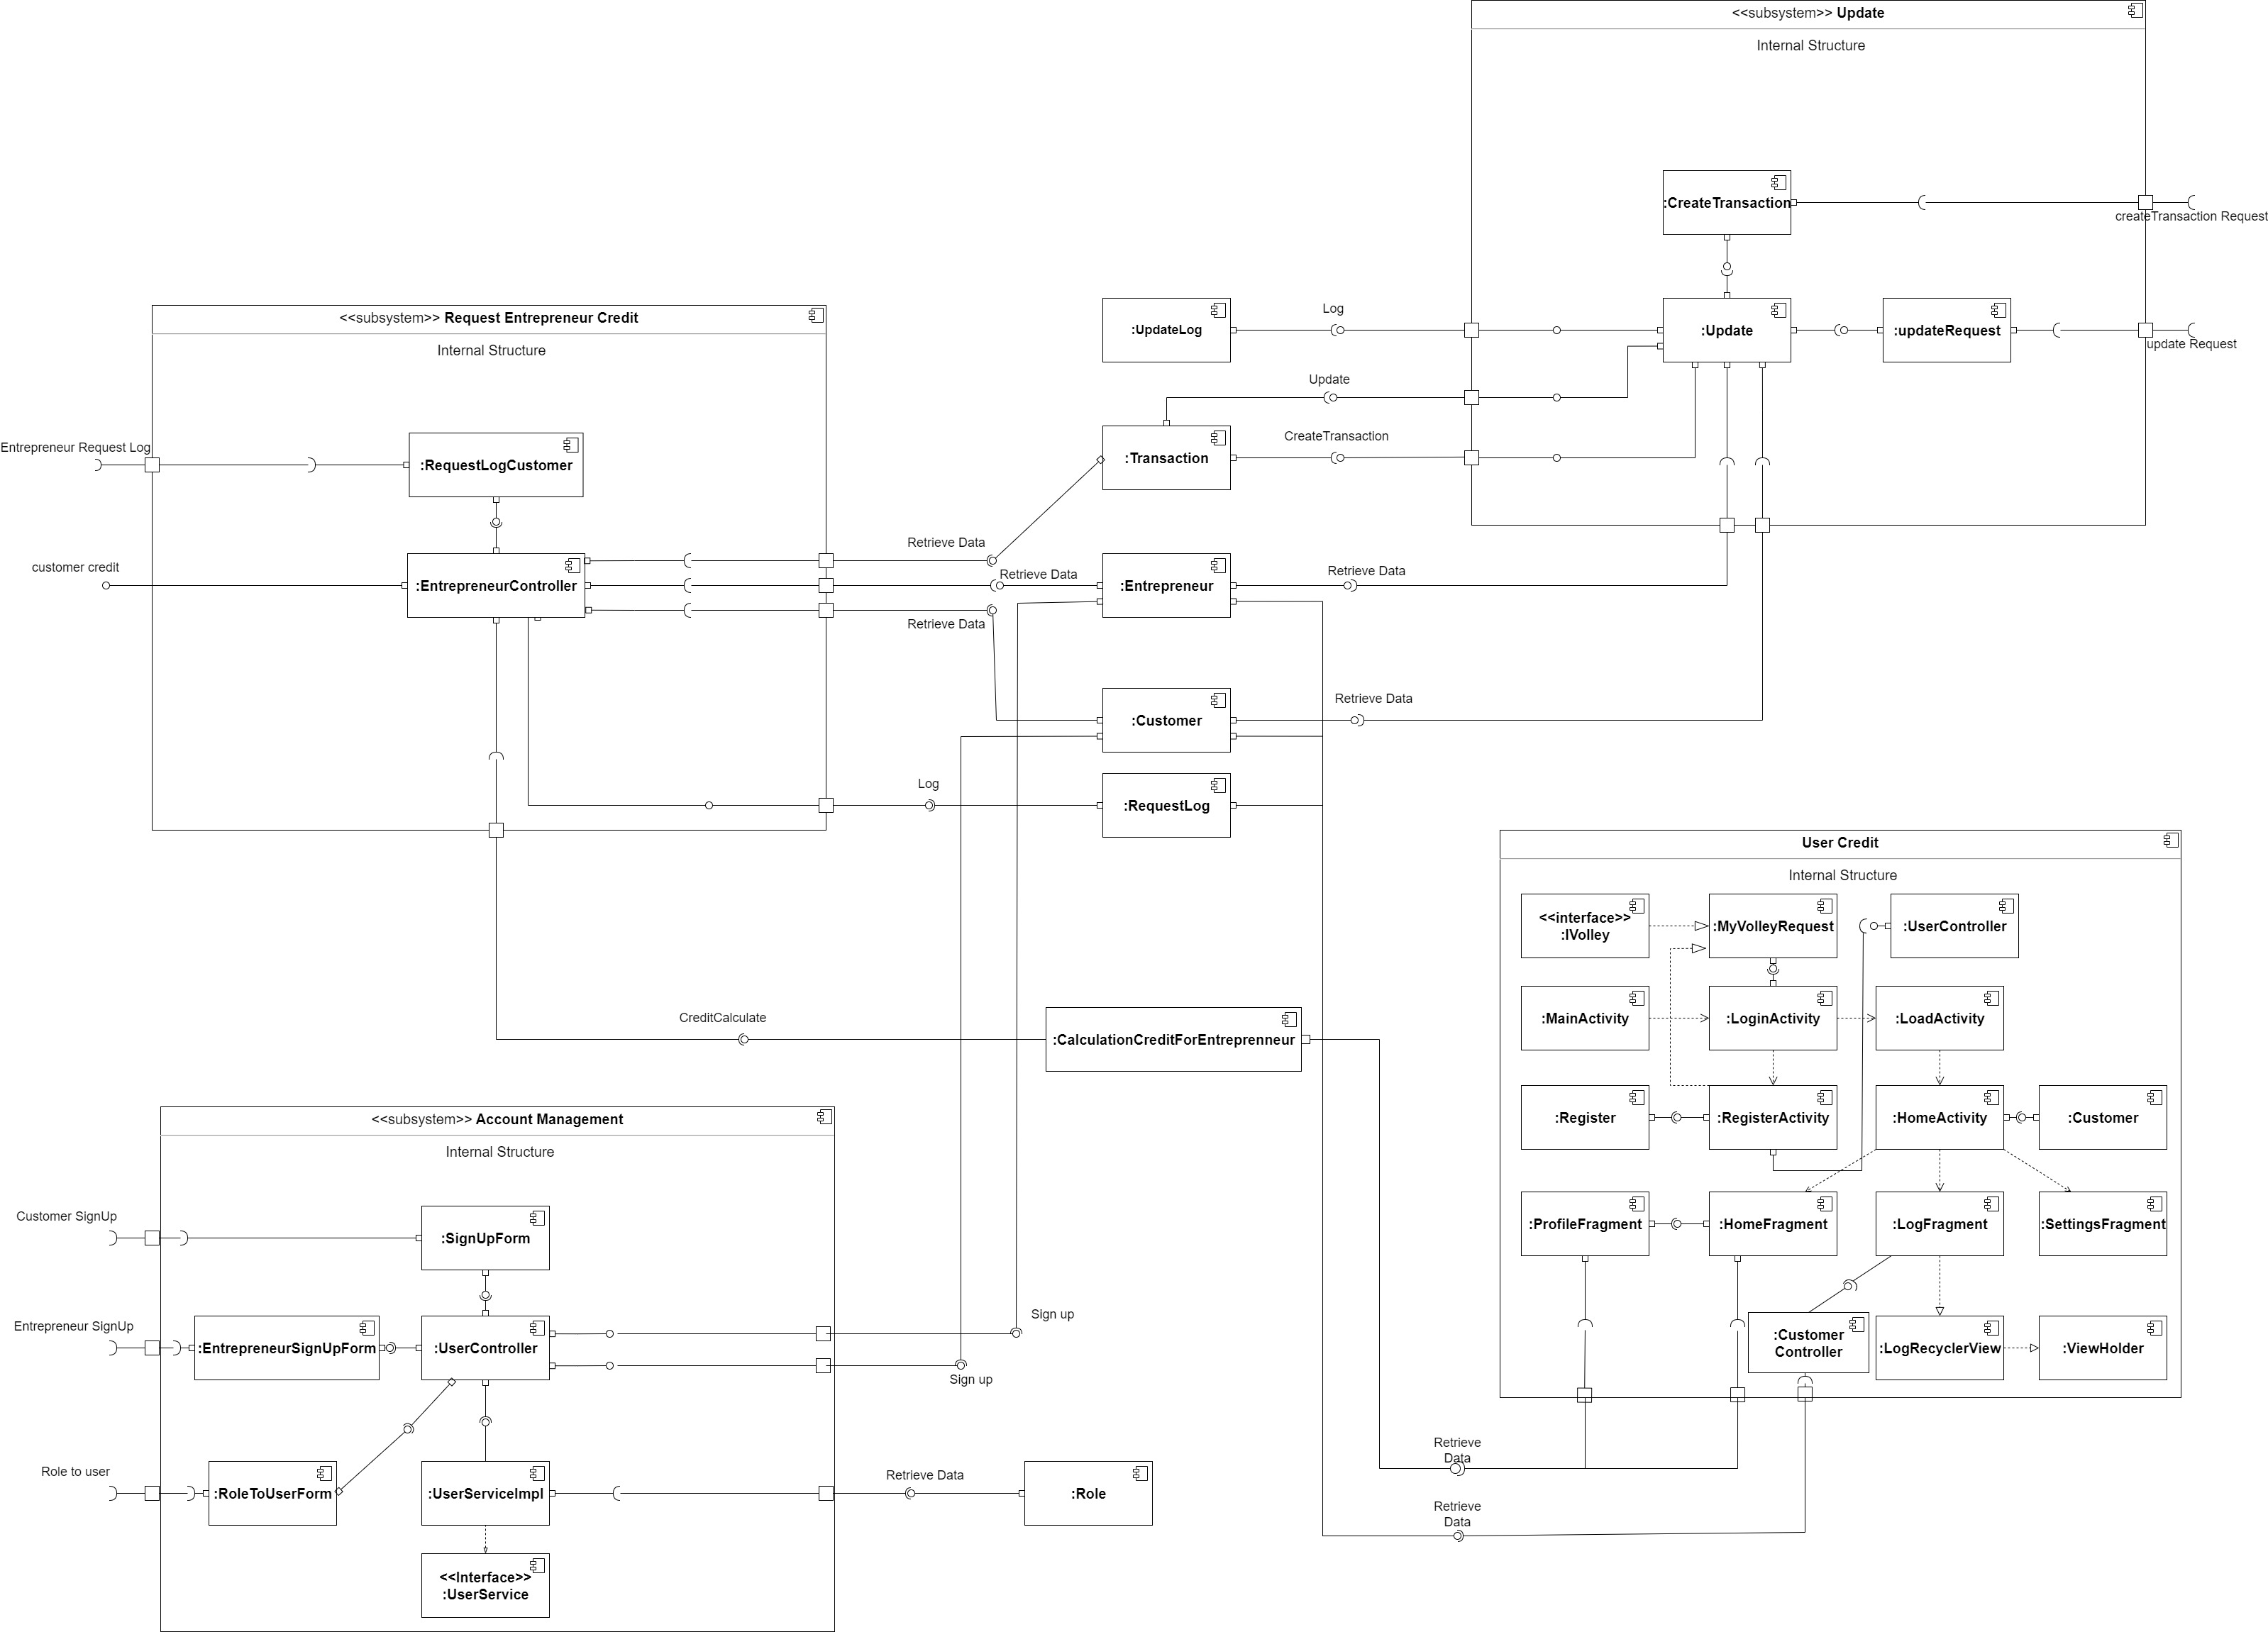 <<subsystem>> Update
Internal Structure
:CreateTransaction
createTransaction Request
:UpdateLog
Log
:Update
:updateRequest
update Request
Update
:Transaction
CreateTransaction
<<subsystem>> Request Entrepreneur Credit
Internal Structure
Entrepreneur Request Log
:RequestLogCustomer
customer credit
:EntrepreneurController
Retrieve Data
Retrieve Data
Retrieve Data
:Entrepreneur
Retrieve Data
:Customer
Retrieve Data
Log
:RequestLog
CreditCalculate
:CalculationCreditForEntreprenneur
User Credit
Internal Structure
<<interface>>
:IVolley
:MyVolleyRequest
:UserController
:MainActivity
:LoginActivity
:LoadActivity
:Register
:RegisterActivity
:HomeActivity
:Customer
:ProfileFragment
:HomeFragment
:LogFragment
:SettingsFragment
:Customer
Controller
:LogRecyclerView
:ViewHolder
Retrieve
Data
Retrieve
Data
<<subsystem>> Account Management
Internal Structure
Customer SignUp
:SignUpForm
Entrepreneur SignUp
:EntrepreneurSignUpForm
:UserController
Sign up
Sign up
Role to user
:RoleToUserForm
:UserServiceImpl
Retrieve Data
:Role
<<Interface>>
:UserService